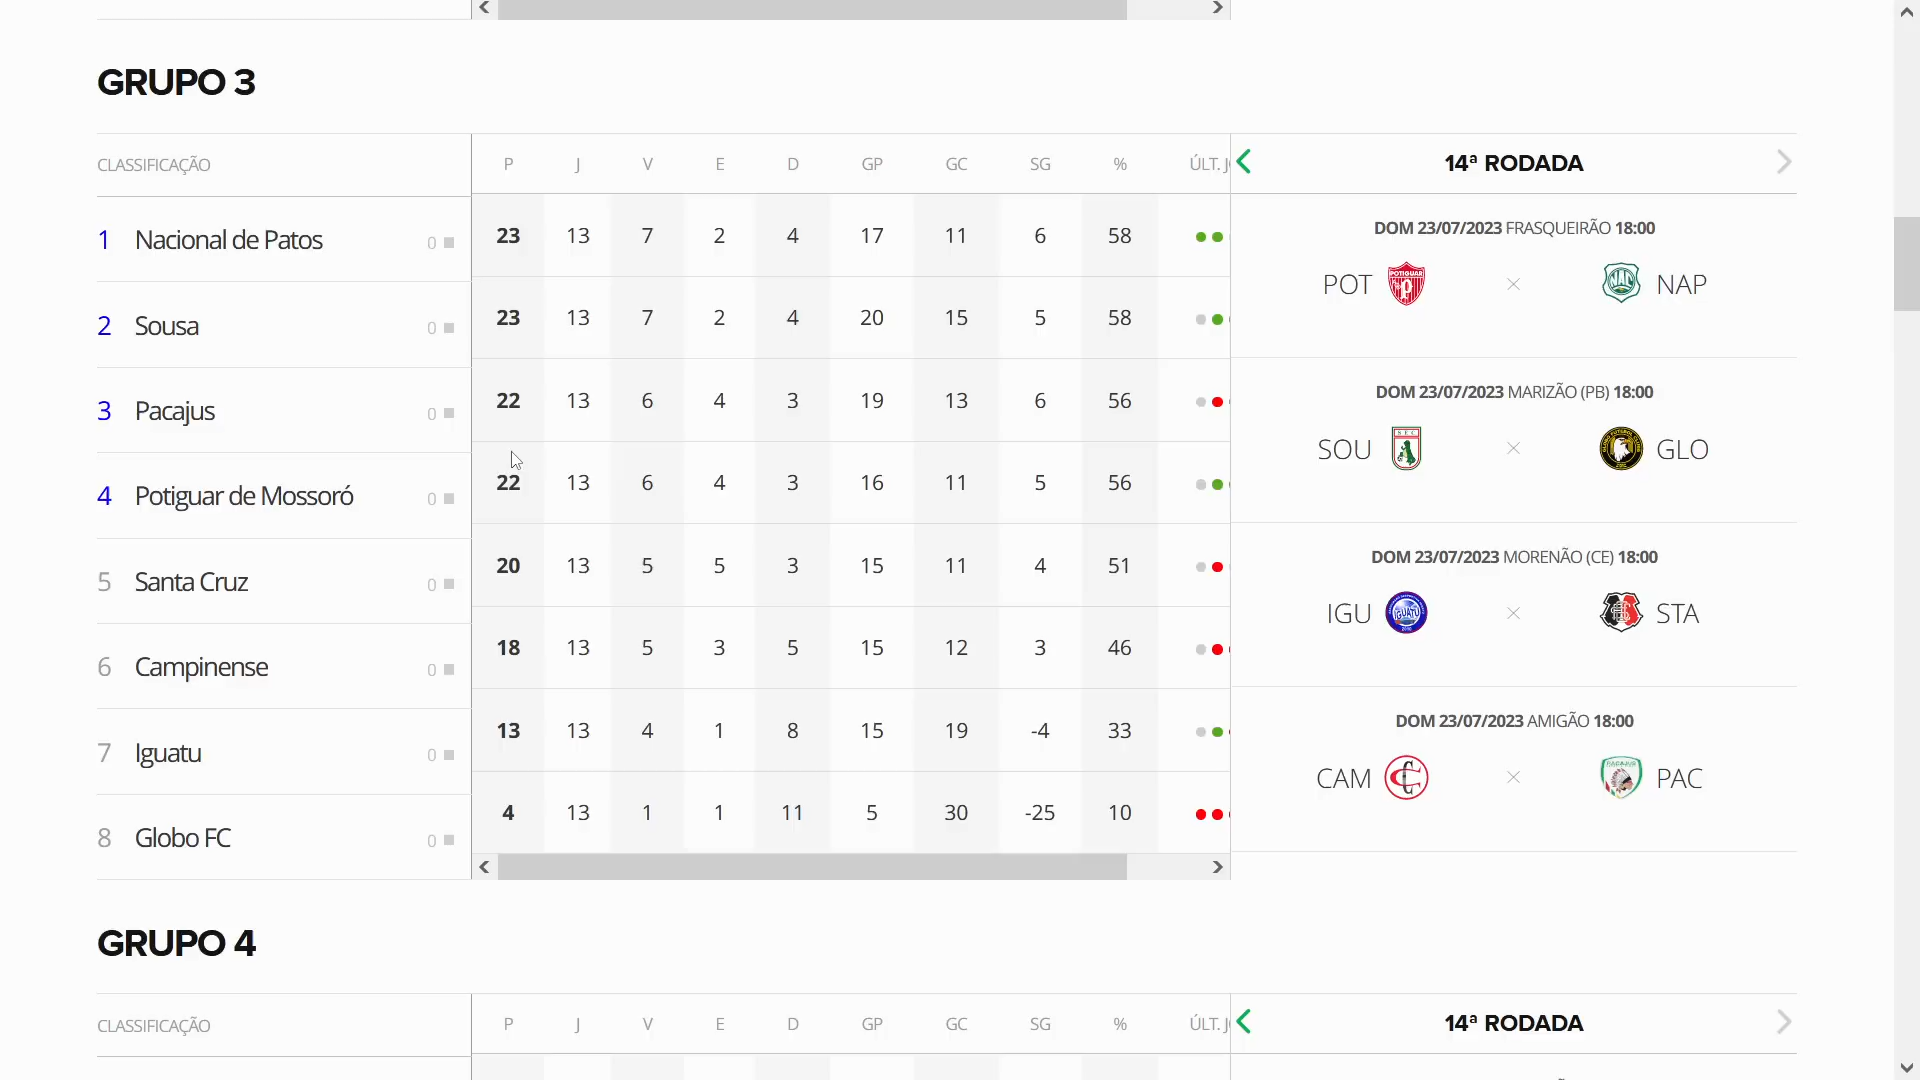 GRUPO 3
CLASSIFICAÇÃO P J V E D GP GC SG % ÚLT. J
1 Nacional de Patos 0 23 13 7 2 4 17 11 6 58
2 Sousa 0 23 13 7 2 4 20 15 5 58
3 Pacajus 0 22 13 6 4 3 19 13 6 56
4 Potiguar de Mossoró 0 22 13 6 4 3 16 11 5 56
5 Santa Cruz 0 20 13 5 5 3 15 11 4 51
6 Campinense 0 18 13 5 3 5 15 12 3 46
7 Iguatu 0 13 13 4 1 8 15 19 -4 33
8 Globo FC 0 4 13 1 1 11 5 30 -25 10
14ª RODADA
DOM 23/07/2023 FRASQUEIRÃO 18:00
POT × NAP
DOM 23/07/2023 MARIZÃO (PB) 18:00
SOU × GLO
DOM 23/07/2023 MORENÃO (CE) 18:00
IGU × STA
DOM 23/07/2023 AMIGÃO 18:00
CAM × PAC
GRUPO 4
CLASSIFICAÇÃO P J V E D GP GC SG % ÚLT. J
14ª RODADA